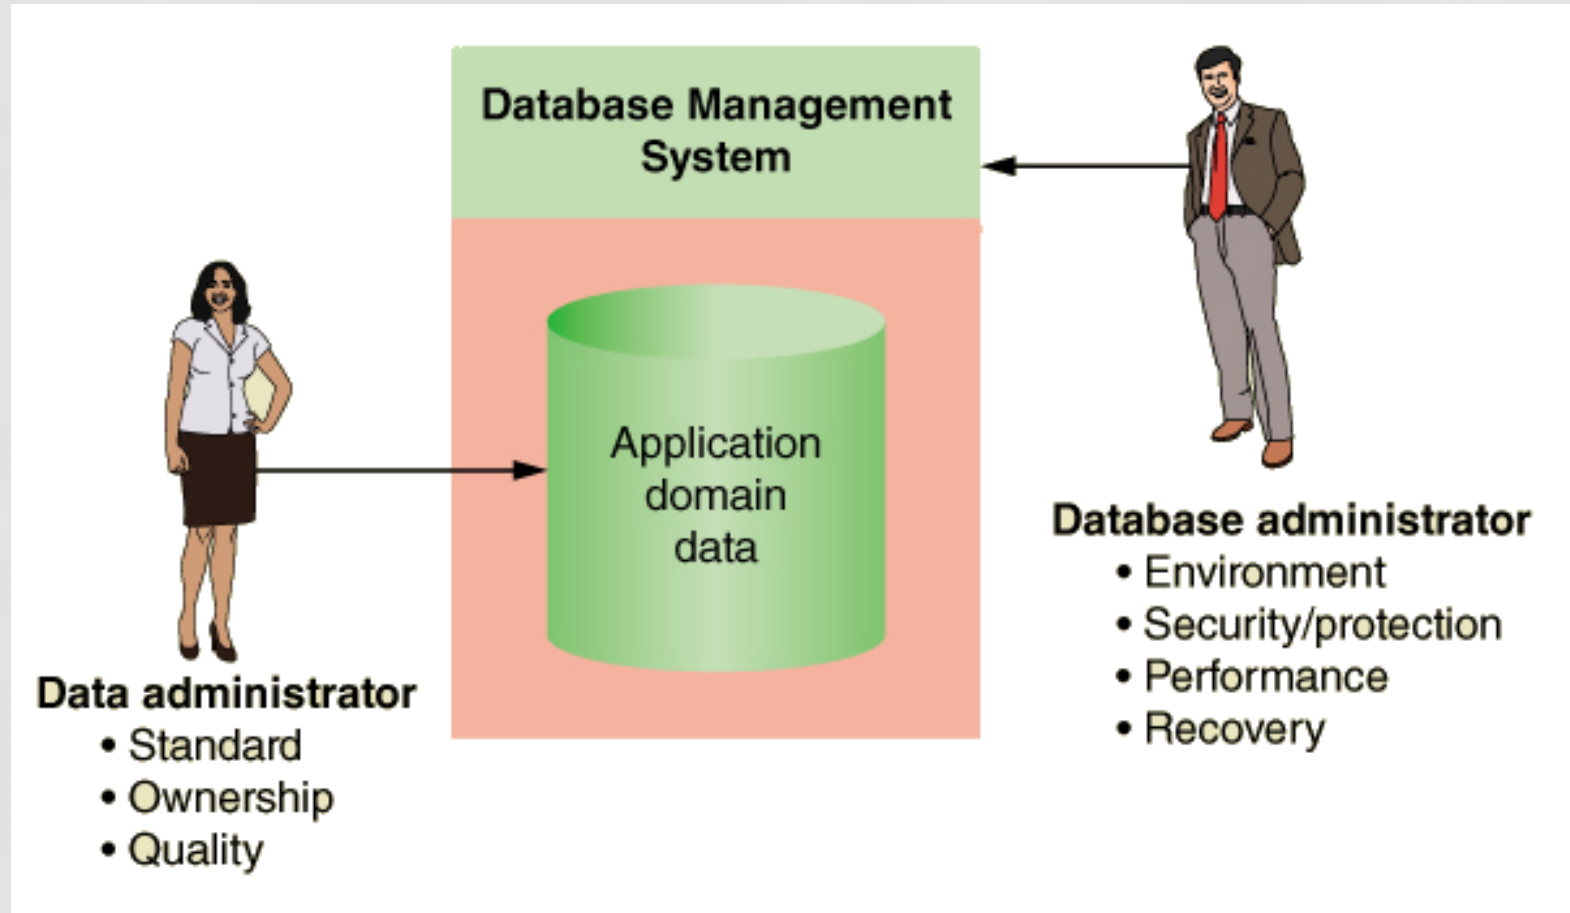 Database Management
System
Application
domain
data
Data administrator
• Standard
• Ownership
• Quality
Database administrator
• Environment
• Security/protection
• Performance
• Recovery